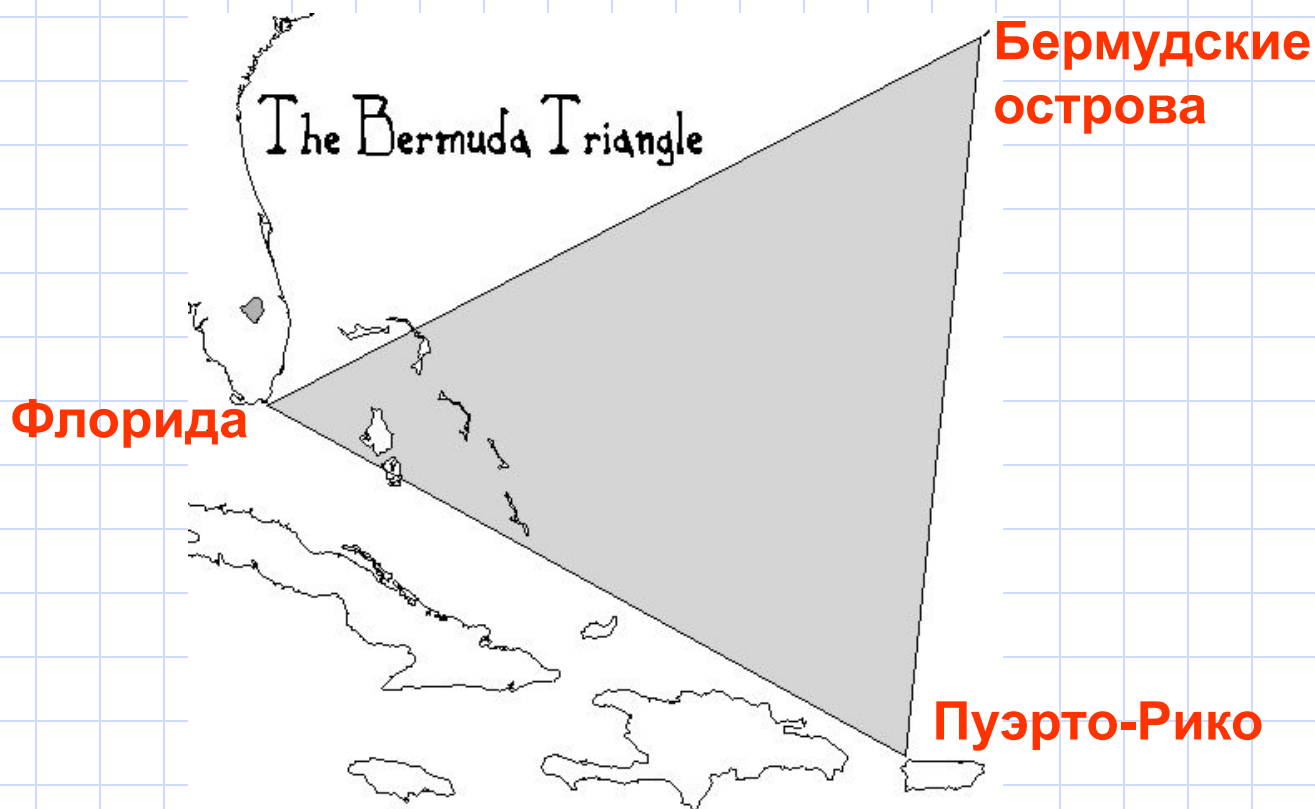 Бермудские
острова
The Bermuda Triangle
Флорида
Пуэрто-Рико